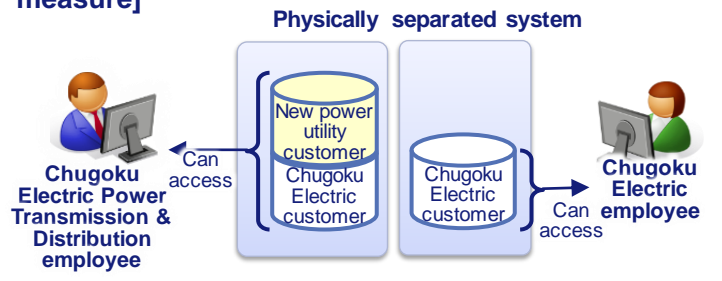 measure]
Physically separated system
New power
utility
customer
Chugoku
Electric
customer
Can
access
Chugoku
Electric Power
Transmission &
Distribution
employee
Chugoku
Electric
customer
Can
access
Chugoku
Electric
employee